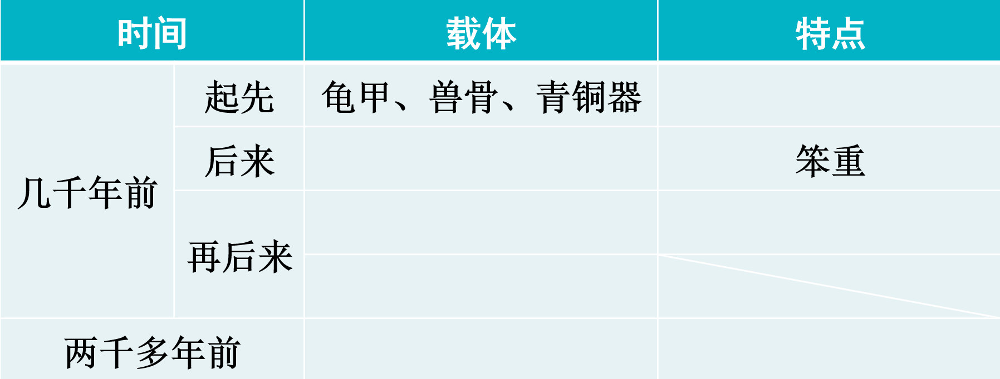 时间 载体 特点
起先 龟甲、兽骨、青铜器
后来 笨重
几千年前
再后来
两千多年前